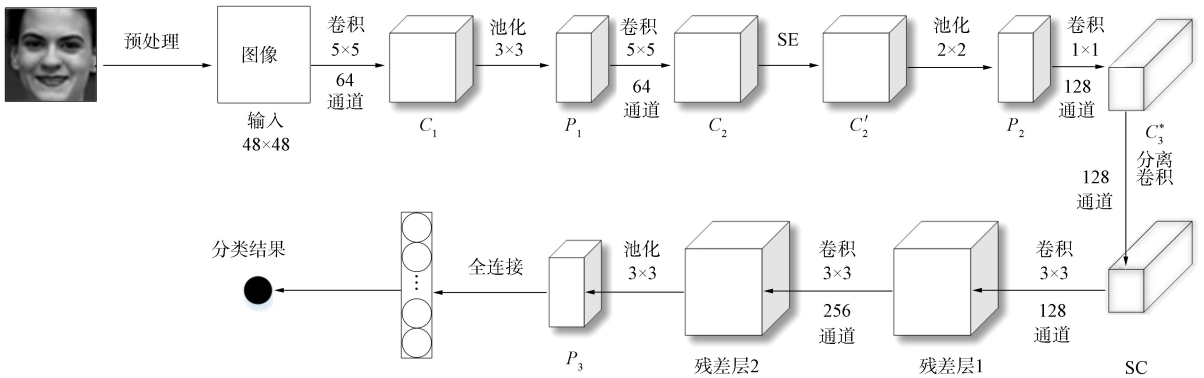 预处理
图像
输入
48×48
卷积
5×5
64
通道
C₁
池化
3×3
P₁
卷积
5×5
64
通道
C₂
SE
C₂′
池化
2×2
P₂
卷积
1×1
128
通道
C₃*
分离
卷积
128
通道
SC
卷积
3×3
128
通道
残差层1
卷积
3×3
256
通道
残差层2
池化
3×3
P₃
全连接
⋮
分类结果